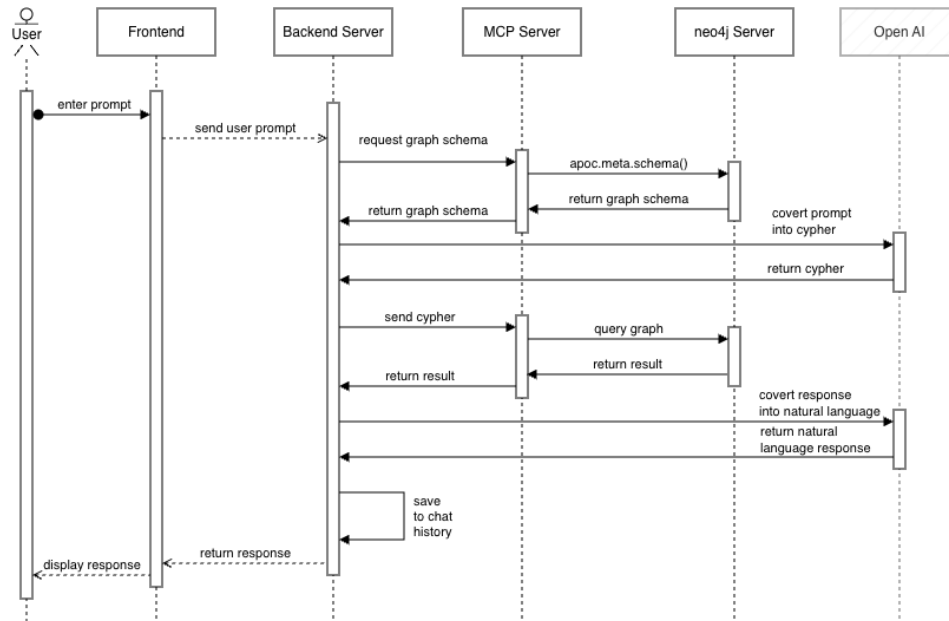 User
Frontend
Backend Server
MCP Server
neo4j Server
Open AI
enter prompt
send user prompt
request graph schema
apoc.meta.schema()
return graph schema
return graph schema
covert prompt
into cypher
return cypher
send cypher
query graph
return result
return result
covert response
into natural language
return natural
language response
save
to chat
history
return response
display response